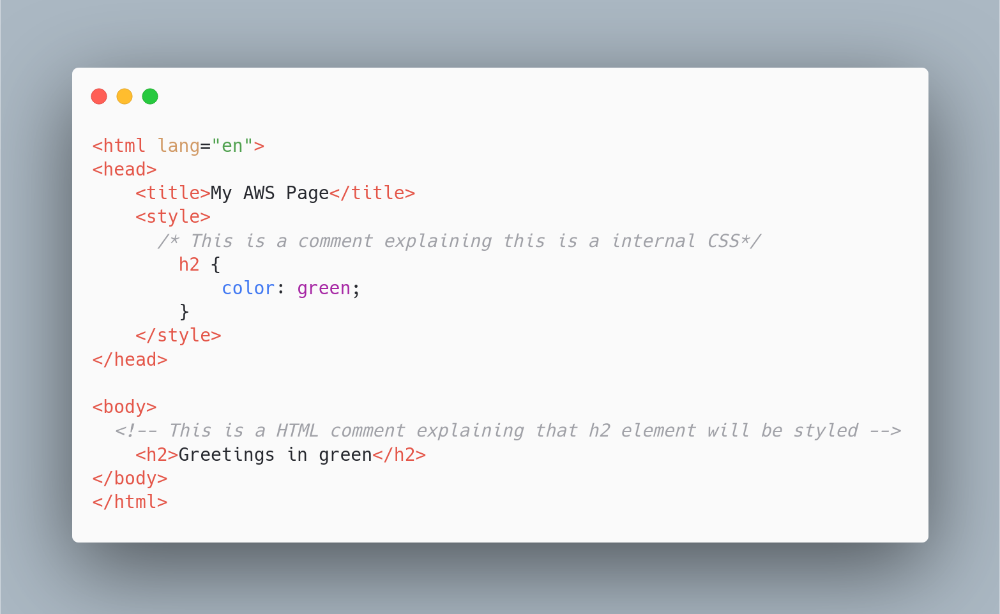 <html lang="en">
<head>
    <title>My AWS Page</title>
    <style>
      /* This is a comment explaining this is a internal CSS*/
        h2 {
            color: green;
        }
    </style>
</head>

<body>
  <!-- This is a HTML comment explaining that h2 element will be styled -->
    <h2>Greetings in green</h2>
</body>
</html>